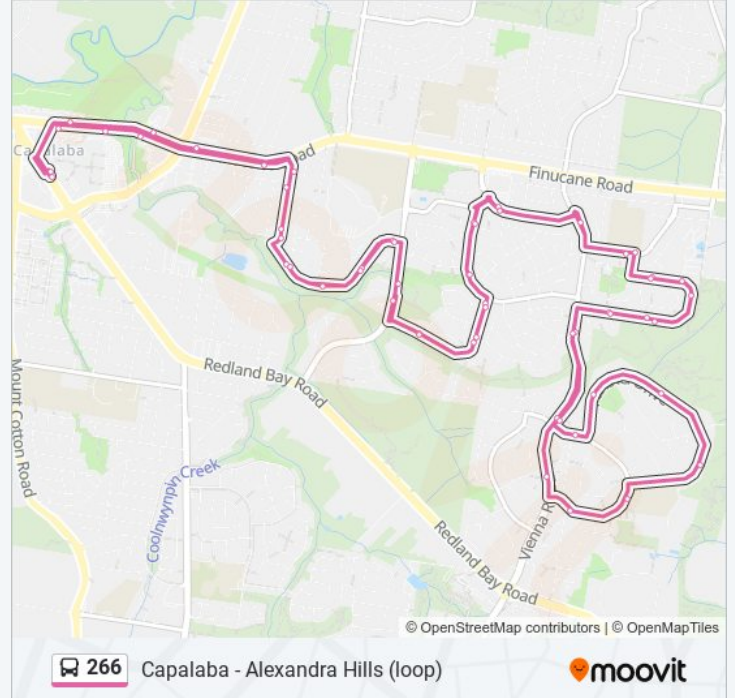 Capalaba
Road
Finucane Road
Redland Bay Road
Mount Cotton Road
Coolnwynpin Creek
Redland Bay Road
Vienna R
© OpenStreetMap contributors | © OpenMapTiles
266 Capalaba - Alexandra Hills (loop)
moovit